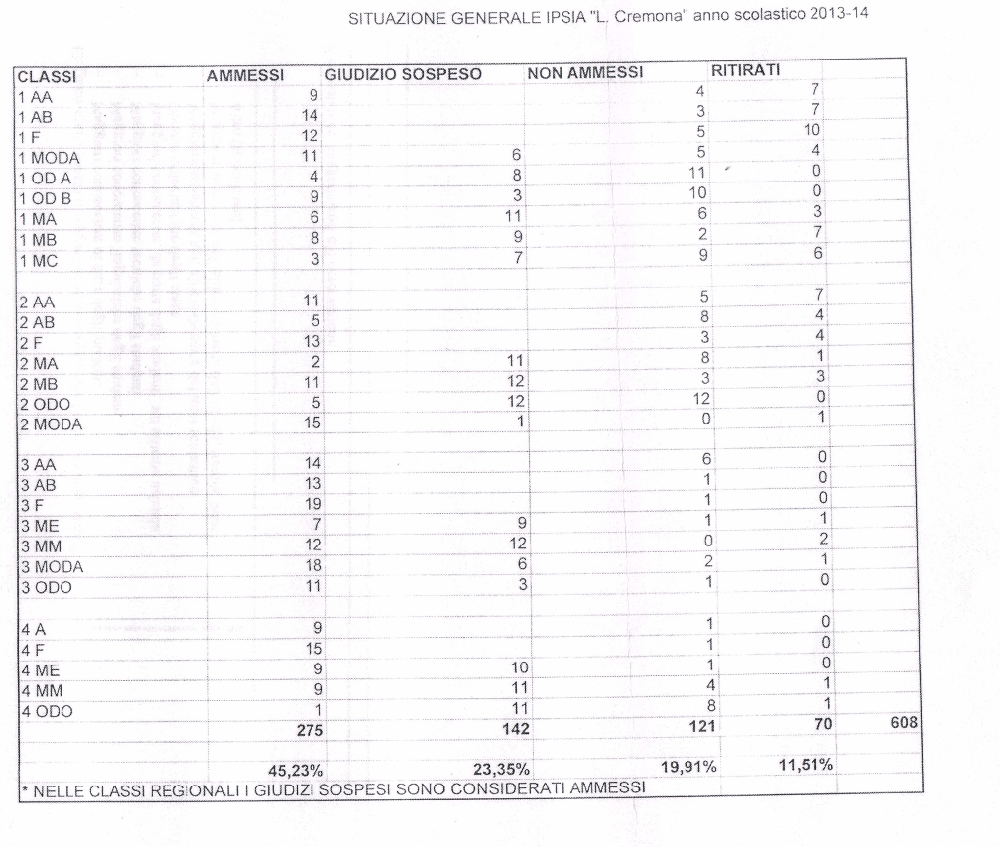 SITUAZIONE GENERALE IPSIA "L. Cremona" anno scolastico 2013-14
CLASSI AMMESSI GIUDIZIO SOSPESO NON AMMESSI RITIRATI
1 AA 9 4 7
1 AB 14 3 7
1 F 12 5 10
1 MODA 11 6 5 4
1 OD A 4 8 11 0
1 OD B 9 3 10 0
1 MA 6 11 6 3
1 MB 8 9 2 7
1 MC 3 7 9 6
2 AA 11 5 7
2 AB 5 8 4
2 F 13 3 4
2 MA 2 11 8 1
2 MB 11 12 3 3
2 ODO 5 12 12 0
2 MODA 15 1 0 1
3 AA 14 6 0
3 AB 13 1 0
3 F 19 1 0
3 ME 7 9 1 1
3 MM 12 12 0 2
3 MODA 18 6 2 1
3 ODO 11 3 1 0
4 A 9 1 0
4 F 15 1 0
4 ME 9 10 1 0
4 MM 9 11 4 1
4 ODO 1 11 8 1
275 142 121 70 608
45,23% 23,35% 19,91% 11,51%
* NELLE CLASSI REGIONALI I GIUDIZI SOSPESI SONO CONSIDERATI AMMESSI